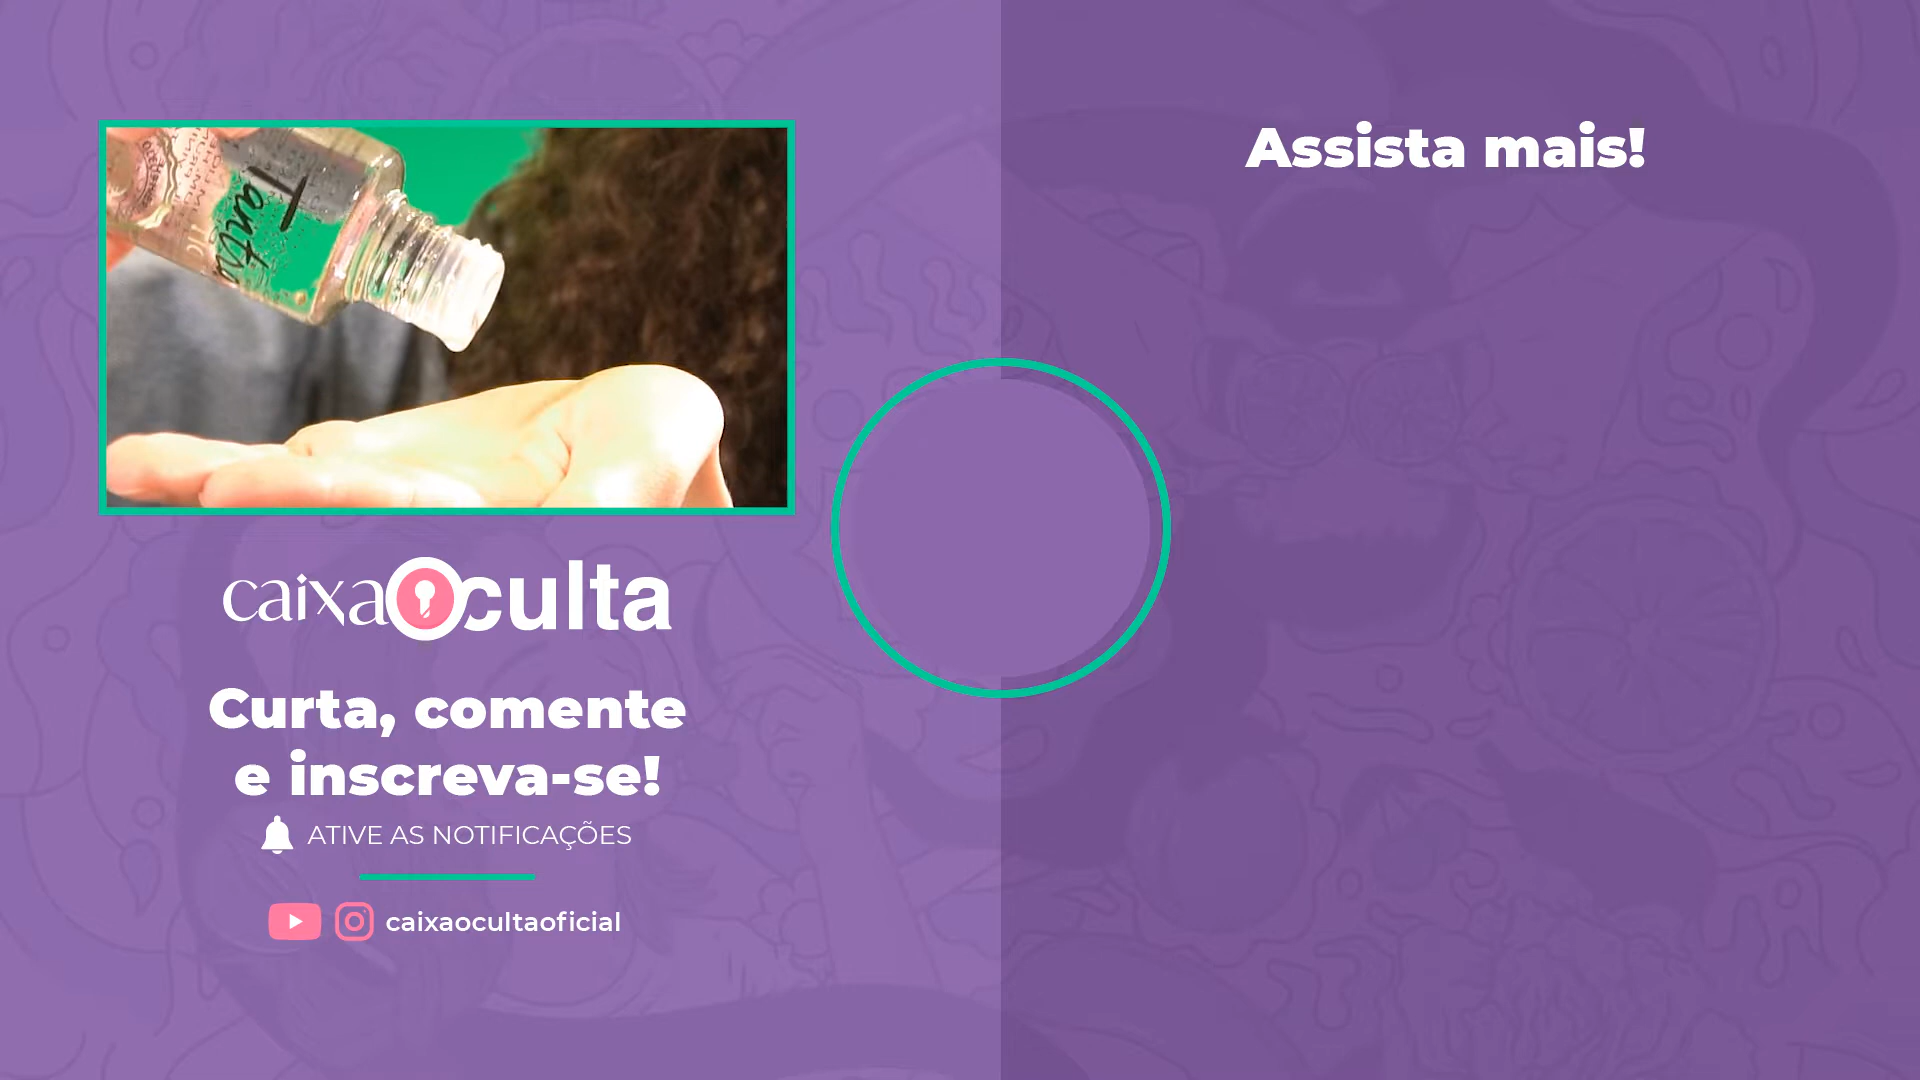 Assista mais!
caixaOculta
Curta, comente
e inscreva-se!
ATIVE AS NOTIFICAÇÕES
caixaocultaoficial